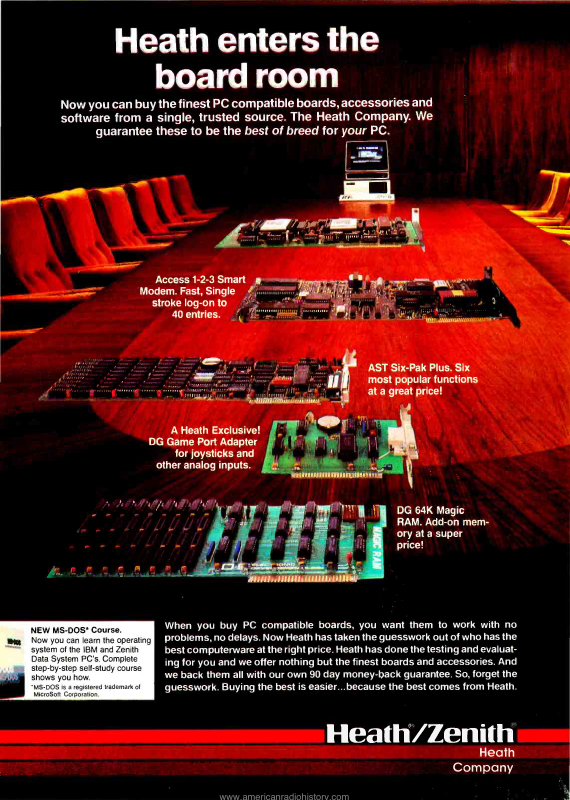 Heath enters the
board room
Now you can buy the finest PC compatible boards, accessories and
software from a single, trusted source. The Heath Company. We
guarantee these to be the best of breed for your PC.
Access 1-2-3 Smart
Modem. Fast, Single
stroke log-on to
40 entries.
AST Six-Pak Plus. Six
most popular functions
at a great price!
A Heath Exclusive!
DG Game Port Adapter
for joysticks and
other analog inputs.
DG 64K Magic
RAM. Add-on mem-
ory at a super
price!
MAGIC RAM
NEW MS-DOS* Course.
Now you can learn the operating
system of the IBM and Zenith
Data System PC's. Complete
step-by-step self-study course
shows you how.
*MS-DOS is a registered trademark of
MicroSoft Corporation.
When you buy PC compatible boards, you want them to work with no
problems, no delays. Now Heath has taken the guesswork out of who has the
best computerware at the right price. Heath has done the testing and evaluat-
ing for you and we offer nothing but the finest boards and accessories. And
we back them all with our own 90 day money-back guarantee. So, forget the
guesswork. Buying the best is easier...because the best comes from Heath.
Heath®/Zenith®
Heath
Company
www.americanradiohistory.com